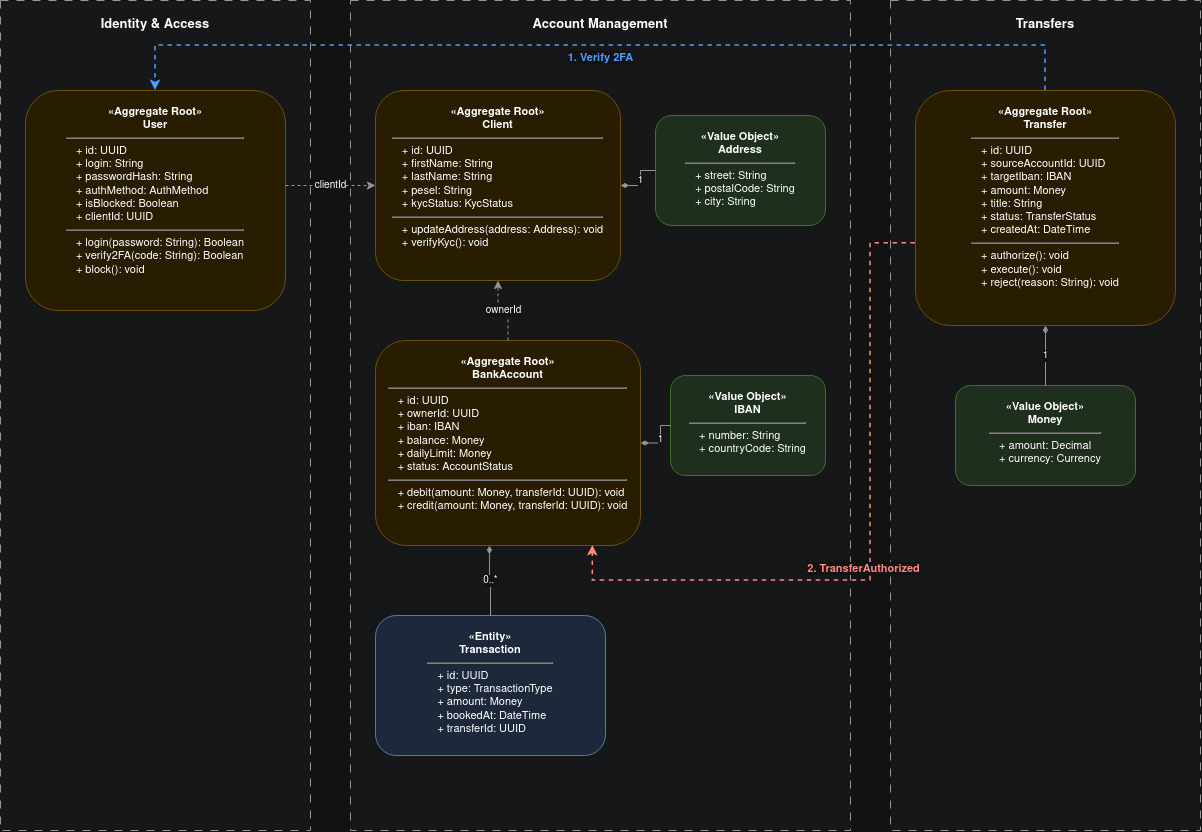 Identity & Access
Account Management
Transfers
1. Verify 2FA
«Aggregate Root»
User
+ id: UUID
+ login: String
+ passwordHash: String
+ authMethod: AuthMethod
+ isBlocked: Boolean
+ clientId: UUID
+ login(password: String): Boolean
+ verify2FA(code: String): Boolean
+ block(): void
clientId
«Aggregate Root»
Client
+ id: UUID
+ firstName: String
+ lastName: String
+ pesel: String
+ kycStatus: KycStatus
+ updateAddress(address: Address): void
+ verifyKyc(): void
1
«Value Object»
Address
+ street: String
+ postalCode: String
+ city: String
«Aggregate Root»
Transfer
+ id: UUID
+ sourceAccountId: UUID
+ targetIban: IBAN
+ amount: Money
+ title: String
+ status: TransferStatus
+ createdAt: DateTime
+ authorize(): void
+ execute(): void
+ reject(reason: String): void
ownerId
«Aggregate Root»
BankAccount
+ id: UUID
+ ownerId: UUID
+ iban: IBAN
+ balance: Money
+ dailyLimit: Money
+ status: AccountStatus
+ debit(amount: Money, transferId: UUID): void
+ credit(amount: Money, transferId: UUID): void
1
«Value Object»
IBAN
+ number: String
+ countryCode: String
1
«Value Object»
Money
+ amount: Decimal
+ currency: Currency
2. TransferAuthorized
0..*
«Entity»
Transaction
+ id: UUID
+ type: TransactionType
+ amount: Money
+ bookedAt: DateTime
+ transferId: UUID